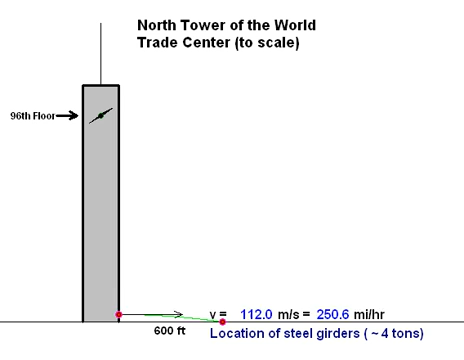 North Tower of the World
Trade Center (to scale)
96th Floor
v = 112.0 m/s = 250.6 mi/hr
600 ft
Location of steel girders ( ~ 4 tons)